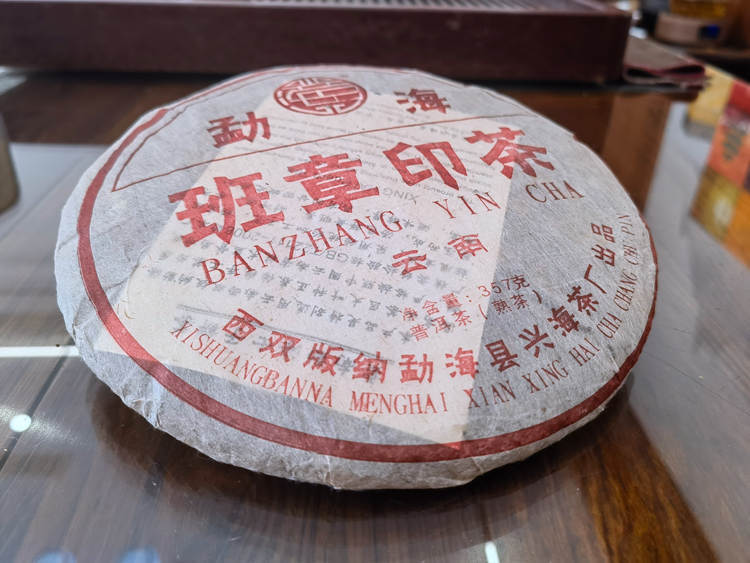 勐海
班章印茶
BANZHANG YIN CHA
云南
净含量：357克
普洱茶（熟茶）
西双版纳勐海县兴海茶厂出品
XISHUANGBANNA MENGHAI XIAN XING HAI CHA CHANG CHU PIN